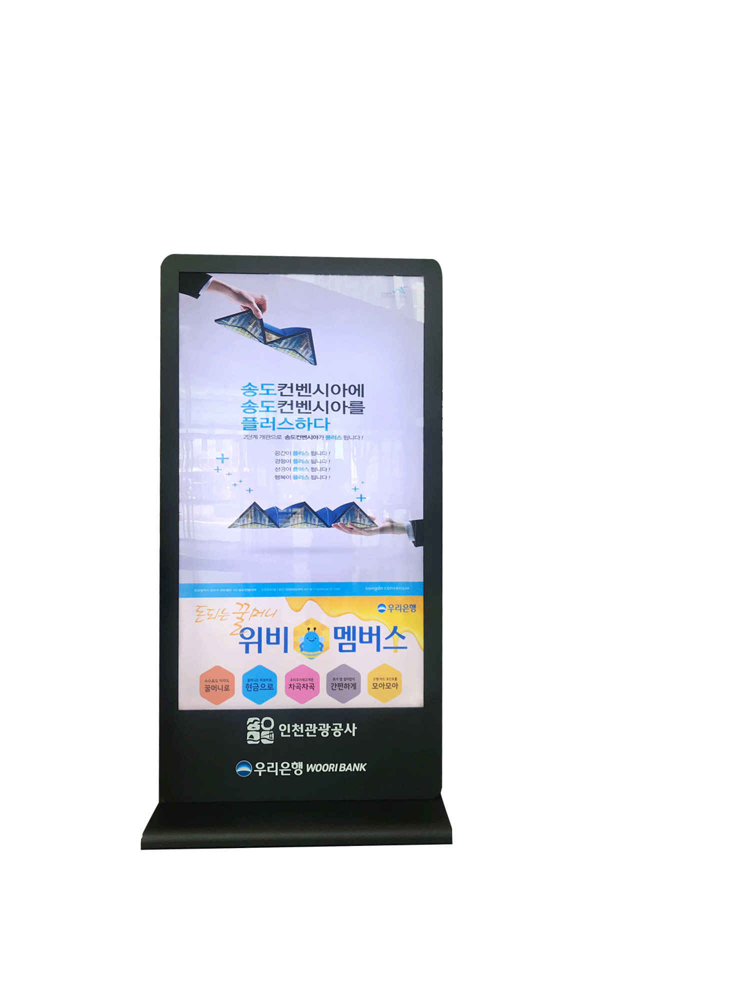 송도컨벤시아에
송도컨벤시아를
플러스하다
2단계 개관으로 송도컨벤시아가 플러스 됩니다!
공간이 플러스 됩니다!
경험이 플러스 됩니다!
성공이 플러스 됩니다!
행복이 플러스 됩니다!
songdo convensia
우리은행
돈되는 꿀머니
위비 멤버스
수수료도 이자도
꿀머니로
꿀머니는 바로바로
현금으로
차곡차곡
추가 앱 설치없이
간편하게
은행·카드 포인트를
모아모아
인천관광공사
우리은행 WOORI BANK